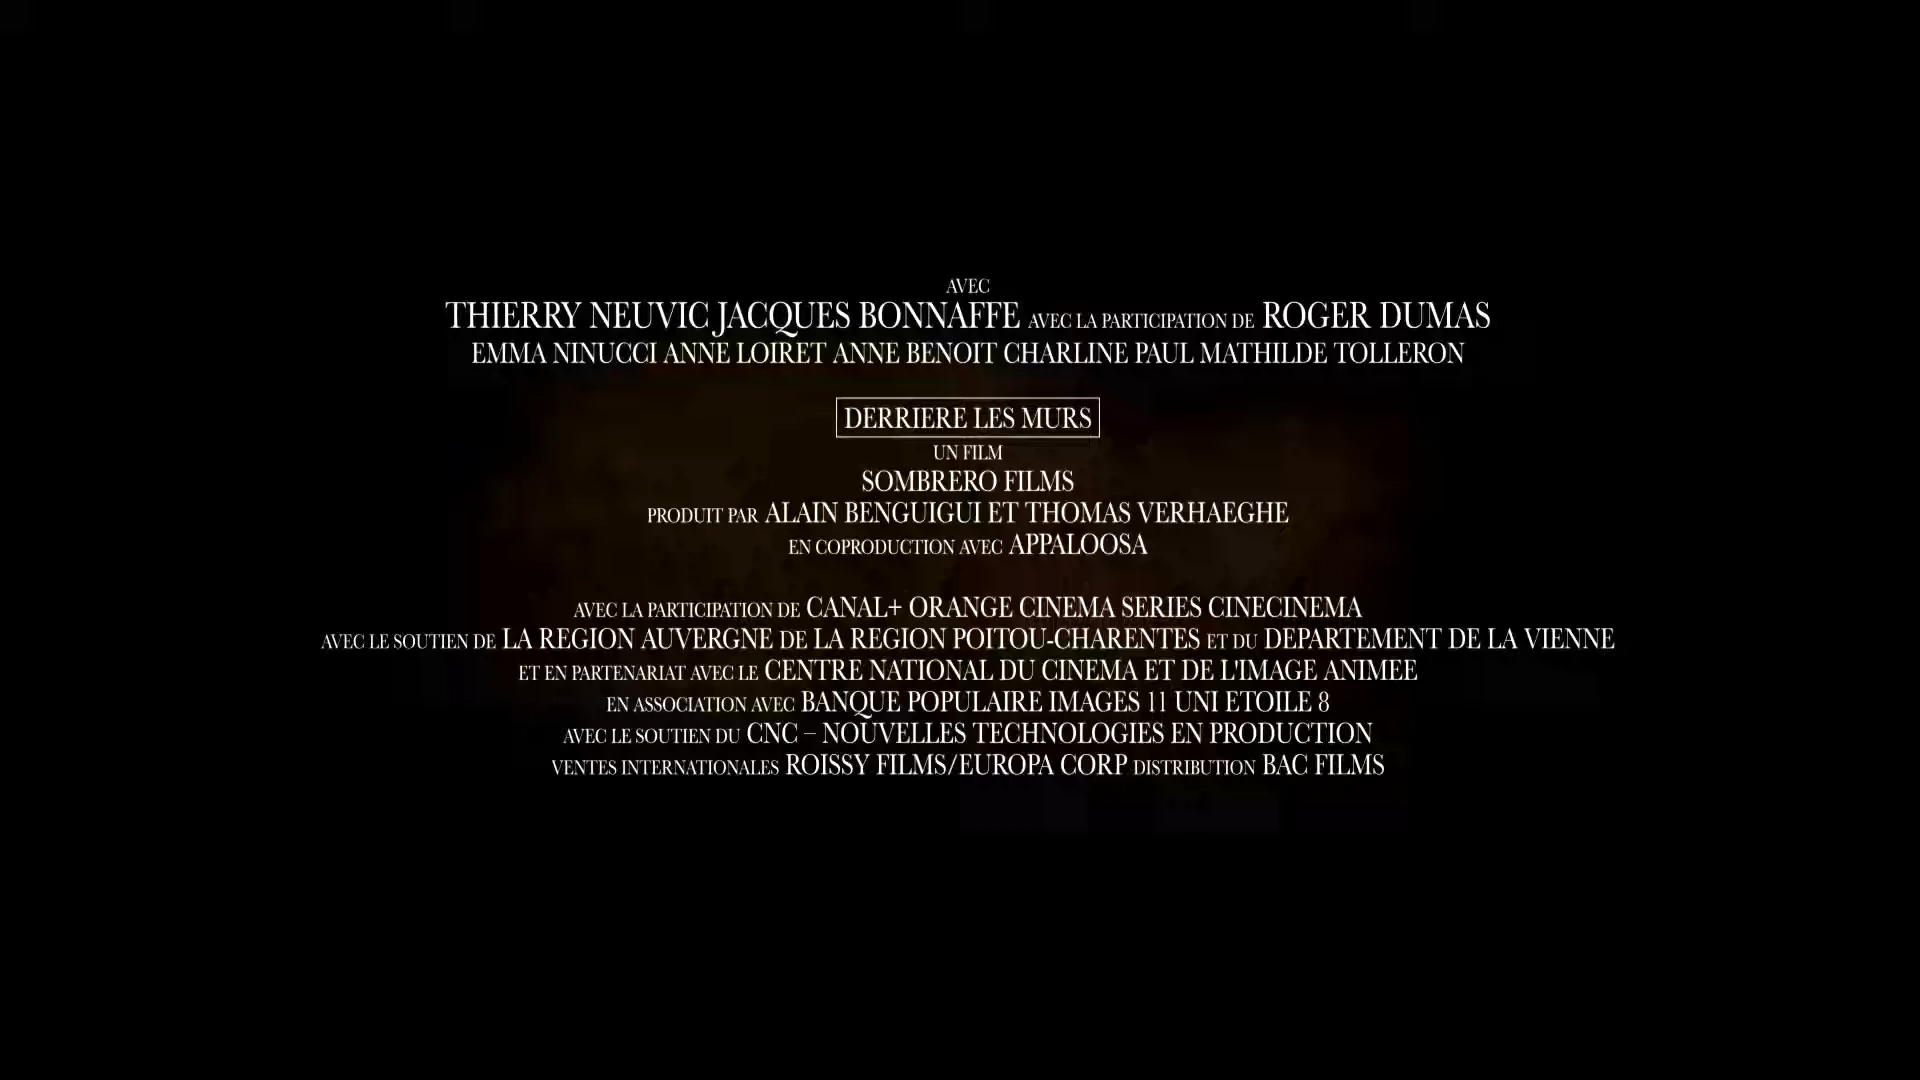 AVEC
THIERRY NEUVIC JACQUES BONNAFFE AVEC LA PARTICIPATION DE ROGER DUMAS
EMMA NINUCCI ANNE LOIRET ANNE BENOIT CHARLINE PAUL MATHILDE TOLLERON
DERRIERE LES MURS
UN FILM
SOMBRERO FILMS
PRODUIT PAR ALAIN BENGUIGUI ET THOMAS VERHAEGHE
EN COPRODUCTION AVEC APPALOOSA
AVEC LA PARTICIPATION DE CANAL+ ORANGE CINEMA SERIES CINECINEMA
AVEC LE SOUTIEN DE LA REGION AUVERGNE DE LA REGION POITOU-CHARENTES ET DU DEPARTEMENT DE LA VIENNE
ET EN PARTENARIAT AVEC LE CENTRE NATIONAL DU CINEMA ET DE L'IMAGE ANIMEE
EN ASSOCIATION AVEC BANQUE POPULAIRE IMAGES 11 UNI ETOILE 8
AVEC LE SOUTIEN DU CNC – NOUVELLES TECHNOLOGIES EN PRODUCTION
VENTES INTERNATIONALES ROISSY FILMS/EUROPA CORP DISTRIBUTION BAC FILMS